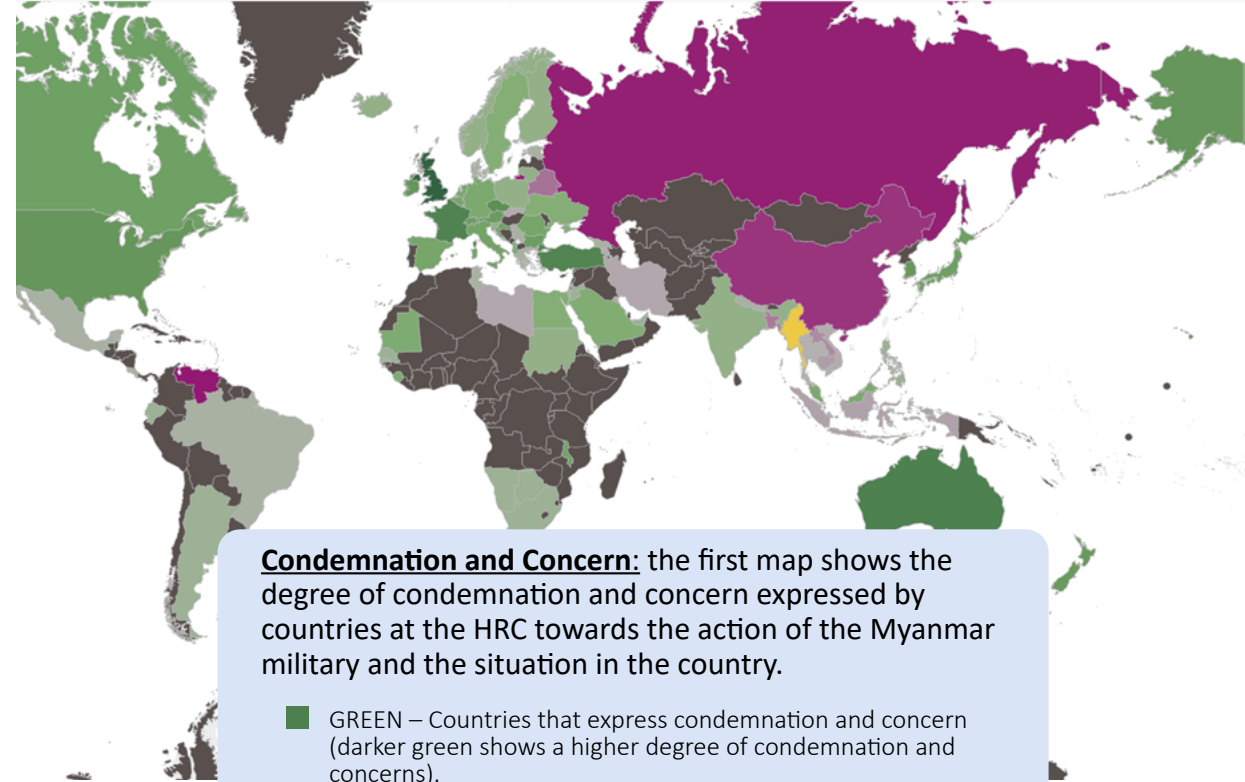 Condemnation and Concern: the first map shows the
degree of condemnation and concern expressed by
countries at the HRC towards the action of the Myanmar
military and the situation in the country.
GREEN – Countries that express condemnation and concern
(darker green shows a higher degree of condemnation and
concerns).